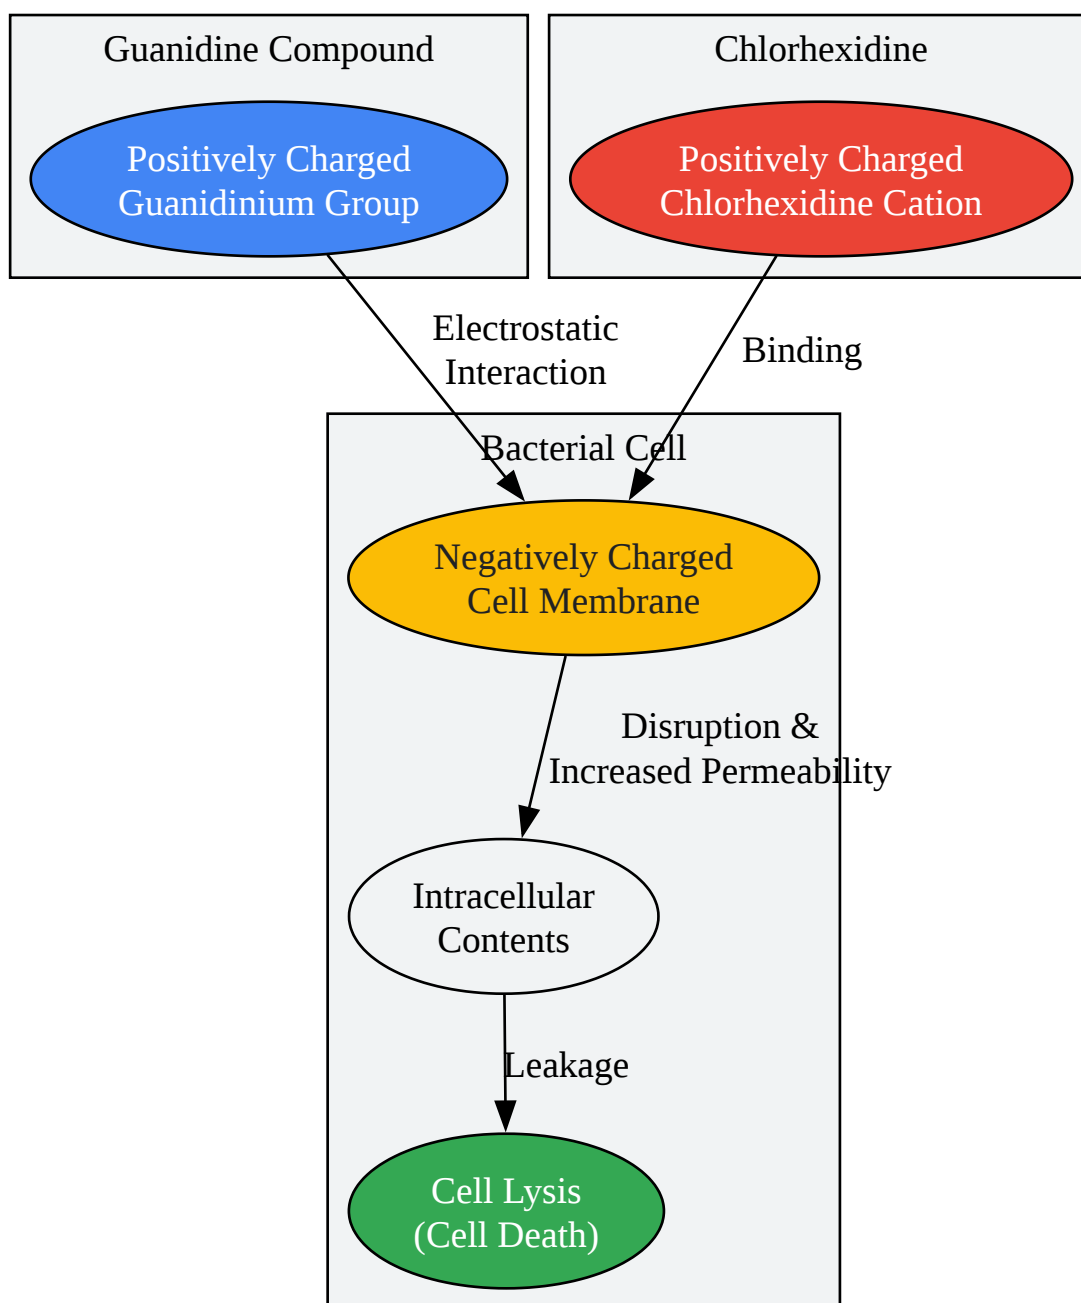 Guanidine Compound
Chlorhexidine
Positively Charged
Guanidinium Group
Positively Charged
Chlorhexidine Cation
Electrostatic
Interaction
Binding
Bacterial Cell
Negatively Charged
Cell Membrane
Disruption &
Increased Permeability
Intracellular
Contents
Leakage
Cell Lysis
(Cell Death)